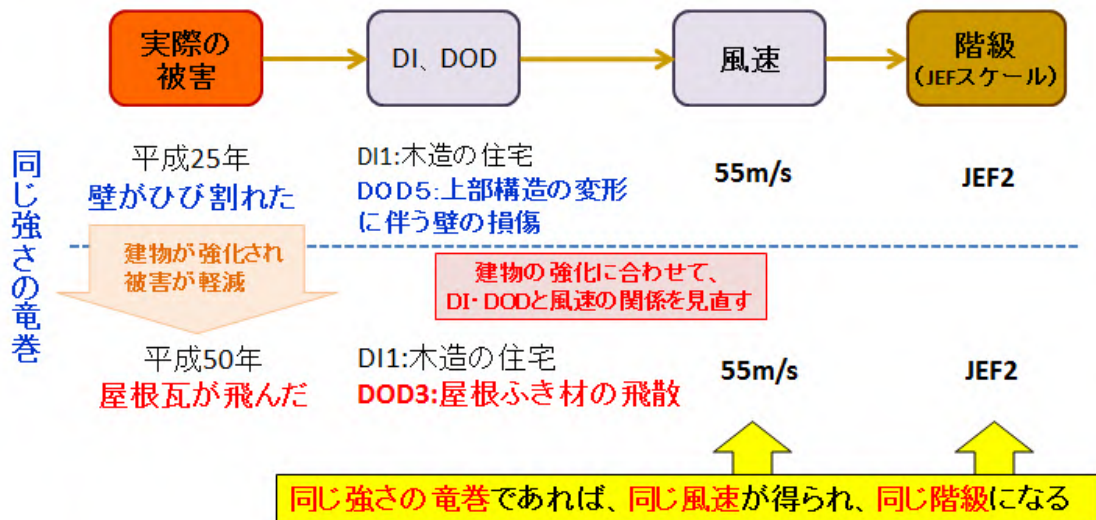 実際の
被害
DI、DOD
風速
階級
（JEFスケール）
同じ強さの竜巻
平成25年
壁がひび割れた
DI1:木造の住宅
DOD5:上部構造の変形
に伴う壁の損傷
55m/s
JEF2
建物が強化され
被害が軽減
建物の強化に合わせて、
DI・DODと風速の関係を見直す
平成50年
屋根瓦が飛んだ
DI1:木造の住宅
DOD3:屋根ふき材の飛散
55m/s
JEF2
同じ強さの竜巻であれば、同じ風速が得られ、同じ階級になる